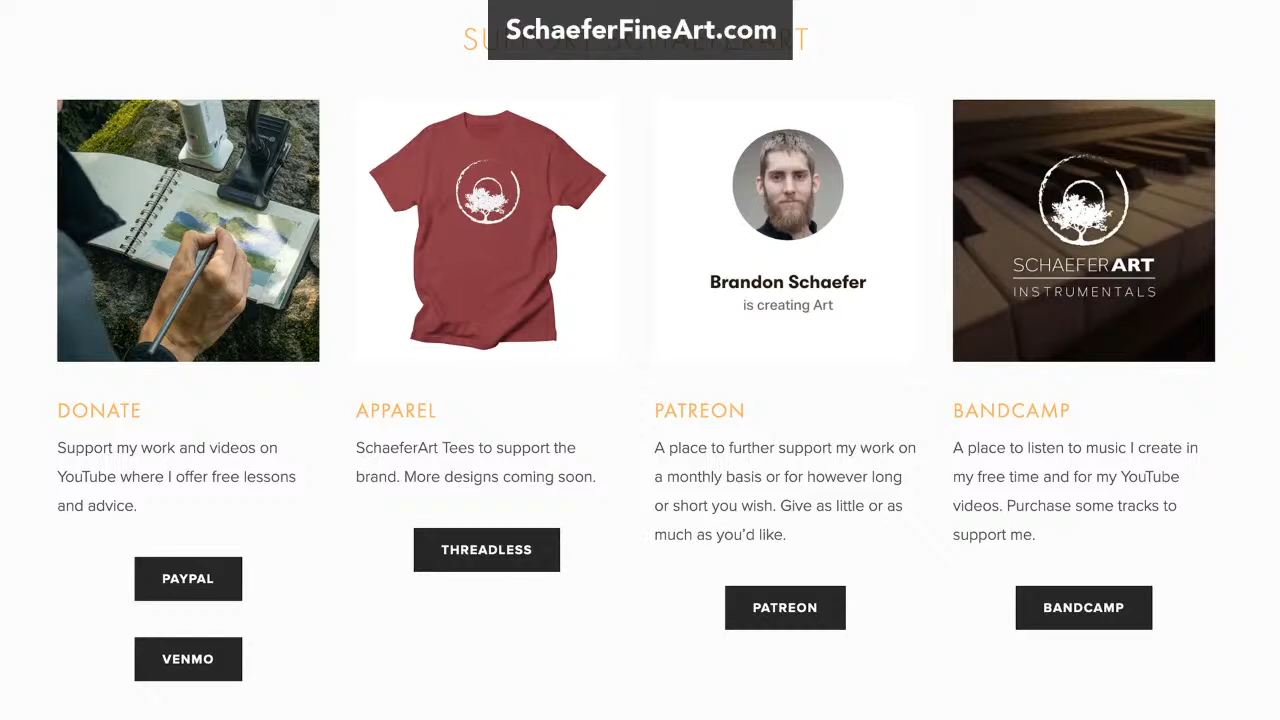 SchaeferFineArt.com
SUPPORT SCHAEFERART
Brandon Schaefer
is creating Art
SCHAEFERART
INSTRUMENTALS
DONATE
Support my work and videos on
YouTube where I offer free lessons
and advice.
PAYPAL
VENMO
APPAREL
SchaeferArt Tees to support the
brand. More designs coming soon.
THREADLESS
PATREON
A place to further support my work on
a monthly basis or for however long
or short you wish. Give as little or as
much as you’d like.
PATREON
BANDCAMP
A place to listen to music I create in
my free time and for my YouTube
videos. Purchase some tracks to
support me.
BANDCAMP